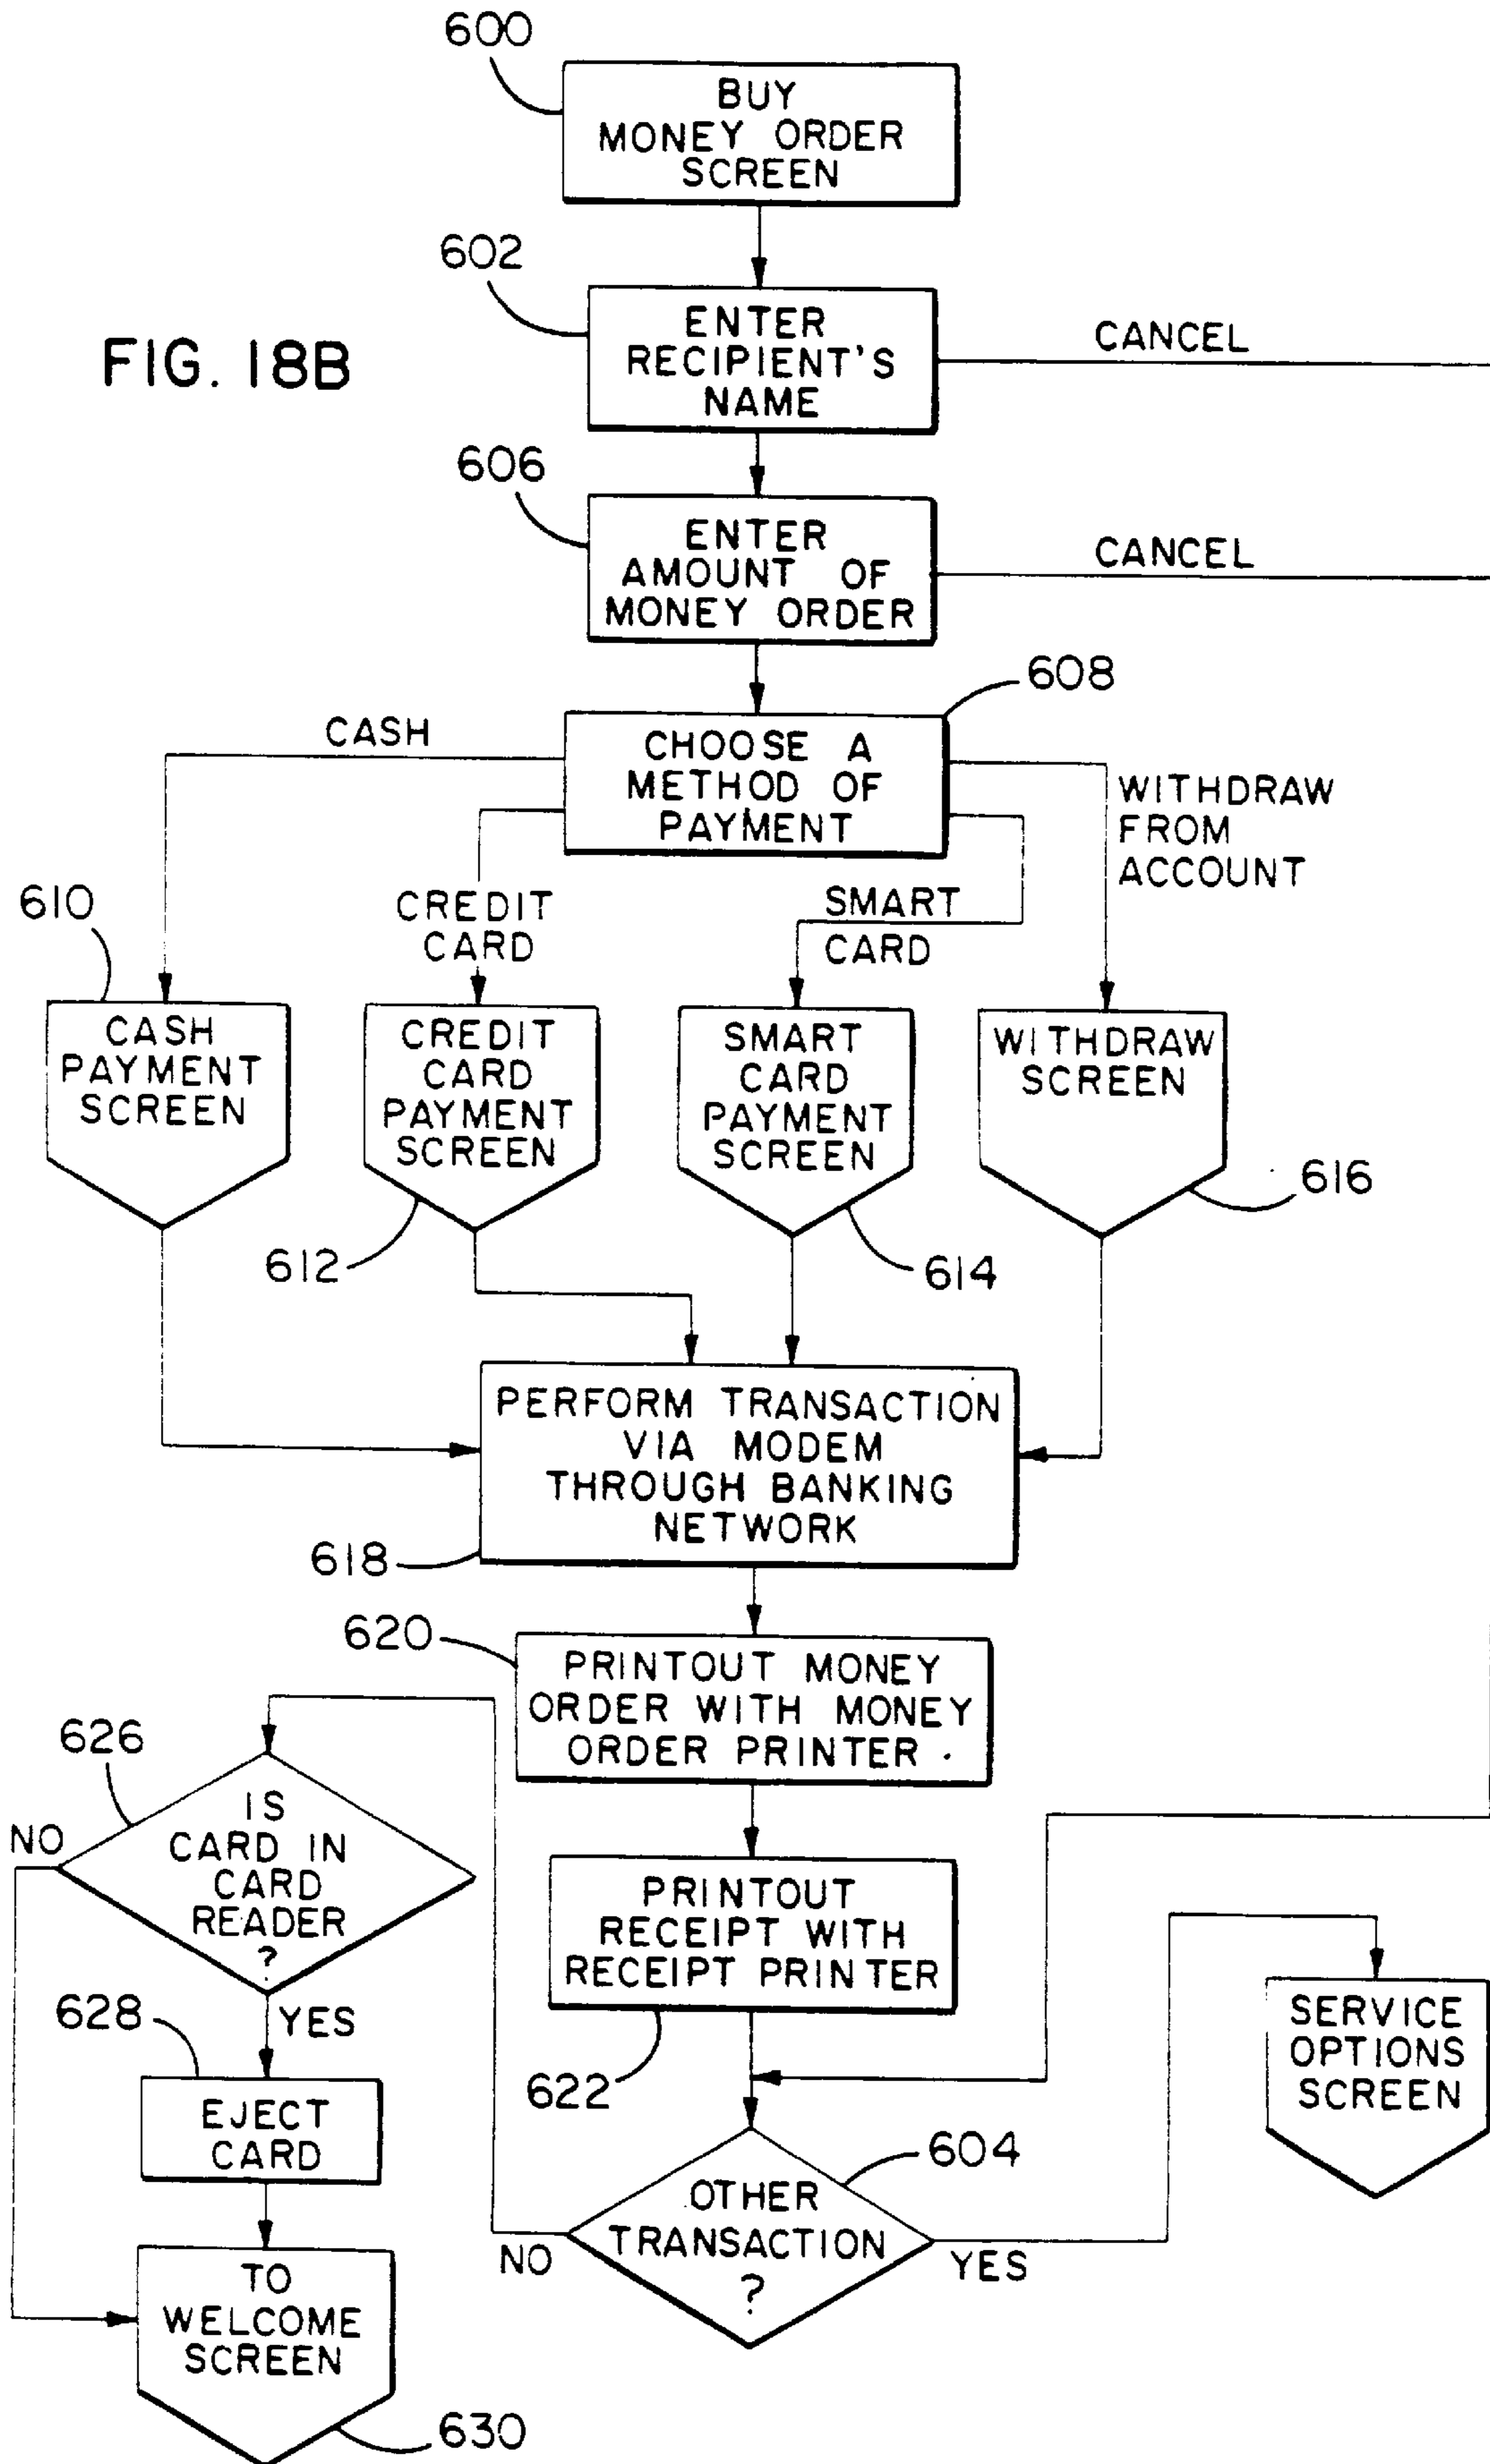 600
BUY
MONEY ORDER
SCREEN
602
ENTER
RECIPIENT'S
NAME
CANCEL
FIG. 18B
606
ENTER
AMOUNT OF
MONEY ORDER
CANCEL
608
CHOOSE A
METHOD OF
PAYMENT
CASH
CREDIT
CARD
SMART
CARD
WITHDRAW
FROM
ACCOUNT
610
CASH
PAYMENT
SCREEN
CREDIT
CARD
PAYMENT
SCREEN
612
SMART
CARD
PAYMENT
SCREEN
614
WITHDRAW
SCREEN
616
PERFORM TRANSACTION
VIA MODEM
THROUGH BANKING
NETWORK
618
620
PRINTOUT MONEY
ORDER WITH MONEY
ORDER PRINTER
626
IS
CARD IN
CARD
READER
?
NO
YES
PRINTOUT
RECEIPT WITH
RECEIPT PRINTER
622
SERVICE
OPTIONS
SCREEN
628
EJECT
CARD
604
OTHER
TRANSACTION
?
NO
YES
TO
WELCOME
SCREEN
630